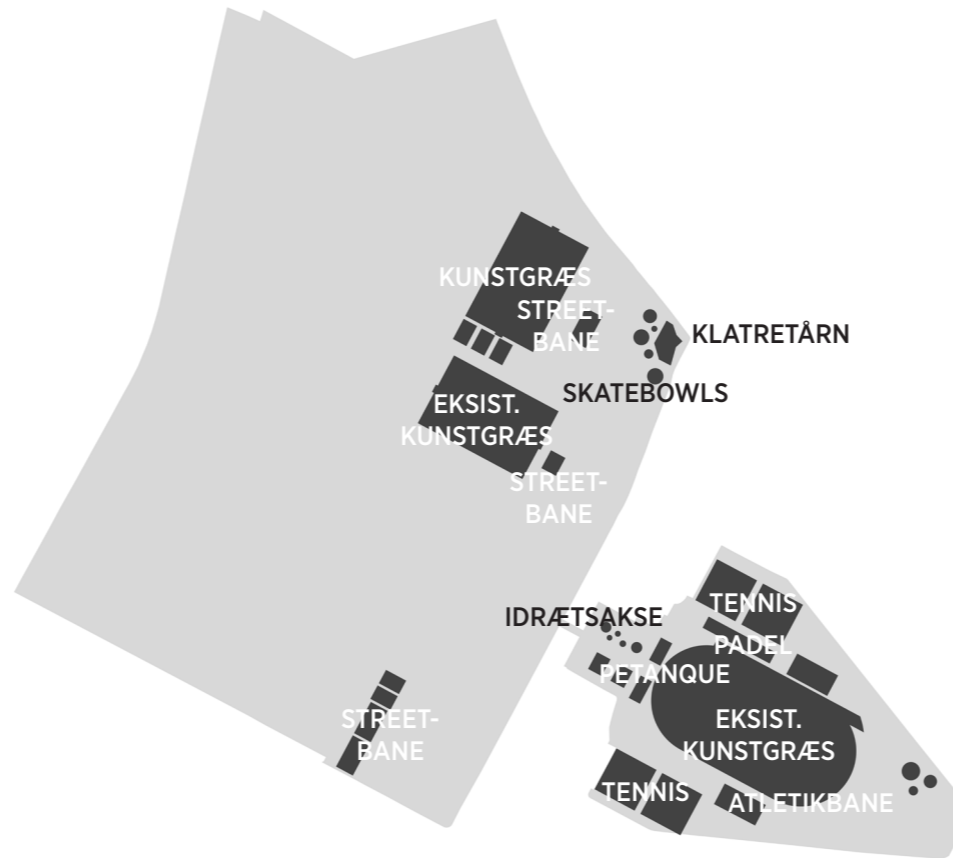 KUNSTGRÆS
STREET-
BANE
KLATRETÅRN
SKATEBOWLS
EKSIST.
KUNSTGRÆS
STREET-
BANE
IDRÆTSAKSE
TENNIS
PADEL
PETANQUE
STREET-
BANE
EKSIST.
KUNSTGRÆS
TENNIS
ATLETIKBANE